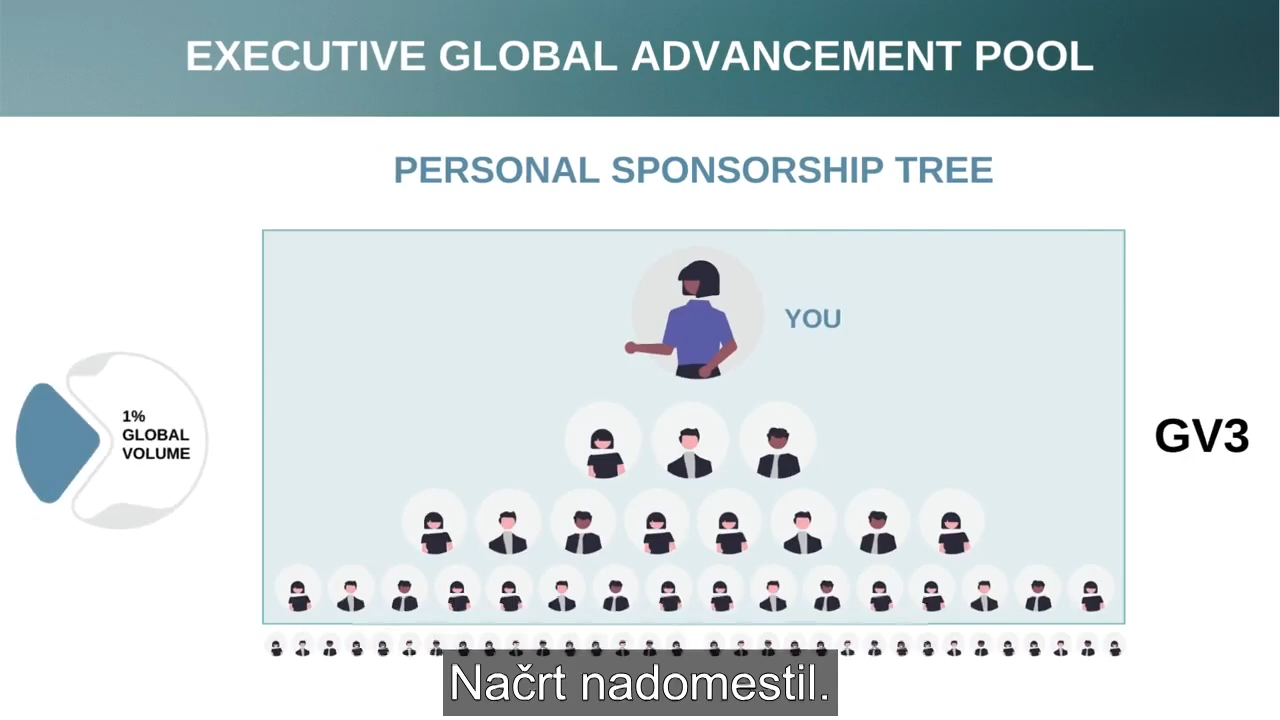 EXECUTIVE GLOBAL ADVANCEMENT POOL
PERSONAL SPONSORSHIP TREE
YOU
1%
GLOBAL
VOLUME
GV3
Načrt nadomestil.